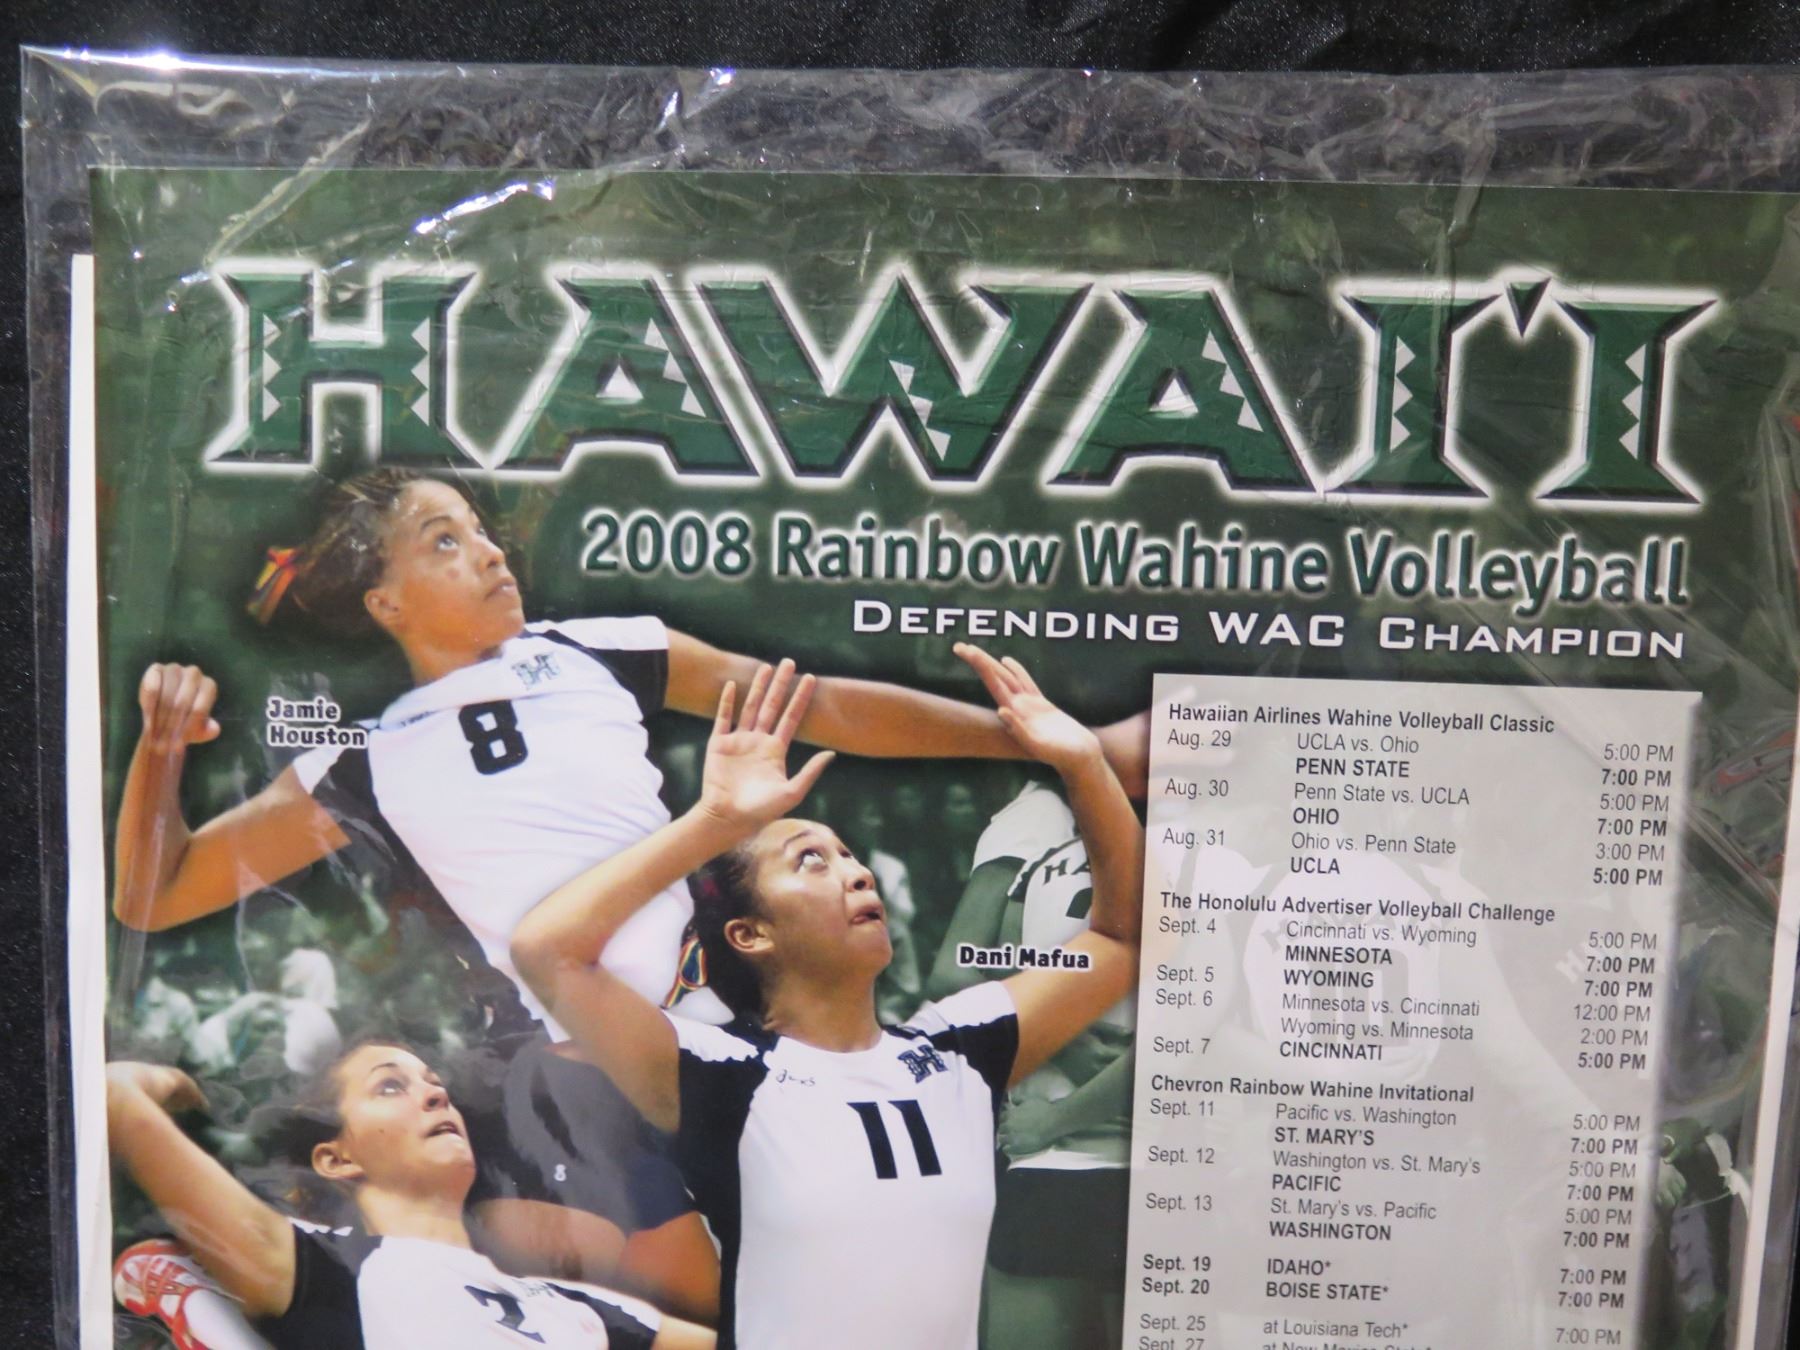 HAWAI'I
2008 Rainbow Wahine Volleyball
DEFENDING WAC CHAMPION
Jamie
Houston
8
Dani Mafua
11
8
2
Hawaiian Airlines Wahine Volleyball Classic
Aug. 29 UCLA vs. Ohio 5:00 PM
PENN STATE 7:00 PM
Aug. 30 Penn State vs. UCLA 5:00 PM
OHIO 7:00 PM
Aug. 31 Ohio vs. Penn State 3:00 PM
UCLA 5:00 PM
The Honolulu Advertiser Volleyball Challenge
Sept. 4 Cincinnati vs. Wyoming 5:00 PM
MINNESOTA 7:00 PM
Sept. 5 WYOMING 7:00 PM
Sept. 6 Minnesota vs. Cincinnati 12:00 PM
Wyoming vs. Minnesota 2:00 PM
Sept. 7 CINCINNATI 5:00 PM
Chevron Rainbow Wahine Invitational
Sept. 11 Pacific vs. Washington 5:00 PM
ST. MARY'S 7:00 PM
Sept. 12 Washington vs. St. Mary's 5:00 PM
PACIFIC 7:00 PM
Sept. 13 St. Mary's vs. Pacific 5:00 PM
WASHINGTON 7:00 PM
Sept. 19 IDAHO* 7:00 PM
Sept. 20 BOISE STATE* 7:00 PM
Sept. 25 at Louisiana Tech* 7:00 PM
Sept. 27 at New Mexico State*